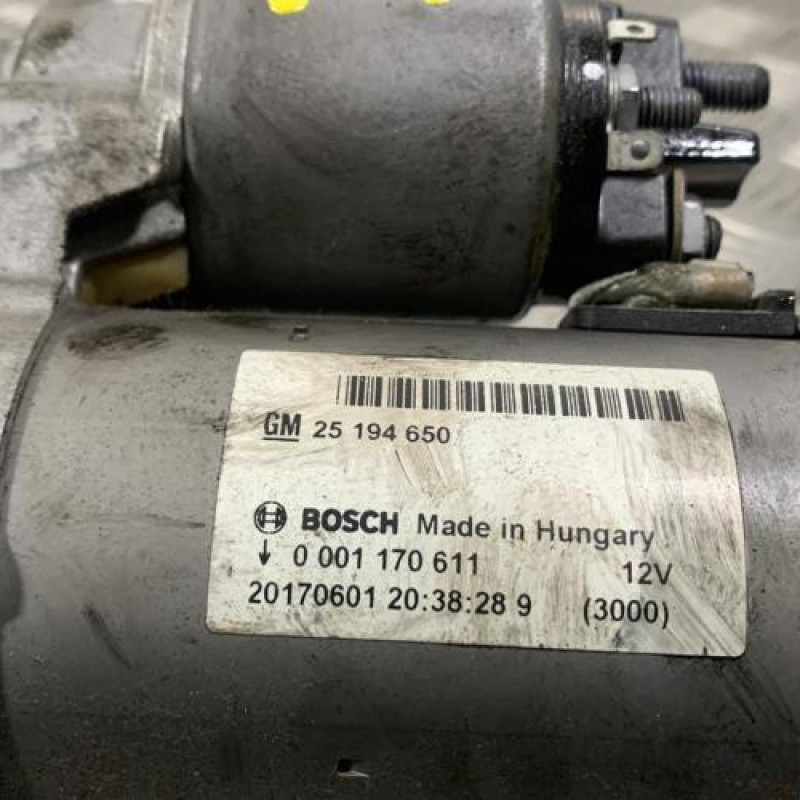 GM 25 194 650
BOSCH Made in Hungary
0 001 170 611 12V
20170601 20:38:28 9 (3000)